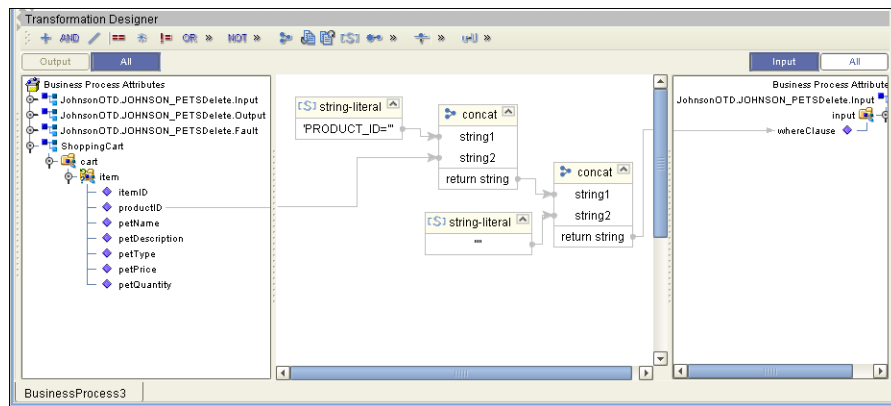 Transformation Designer
AND == != OR » NOT » [S] » » »
Output All
Input All
Business Process Attributes
JohnsonOTD.JOHNSON_PETSDelete.Input
JohnsonOTD.JOHNSON_PETSDelete.Output
JohnsonOTD.JOHNSON_PETSDelete.Fault
ShoppingCart
cart
item
itemID
productID
petName
petDescription
petType
petPrice
petQuantity
[S] string-literal
'PRODUCT_ID='"
concat
string1
string2
return string
[S] string-literal
concat
string1
string2
return string
Business Process Attribute
JohnsonOTD.JOHNSON_PETSDelete.Input
input
whereClause
BusinessProcess3